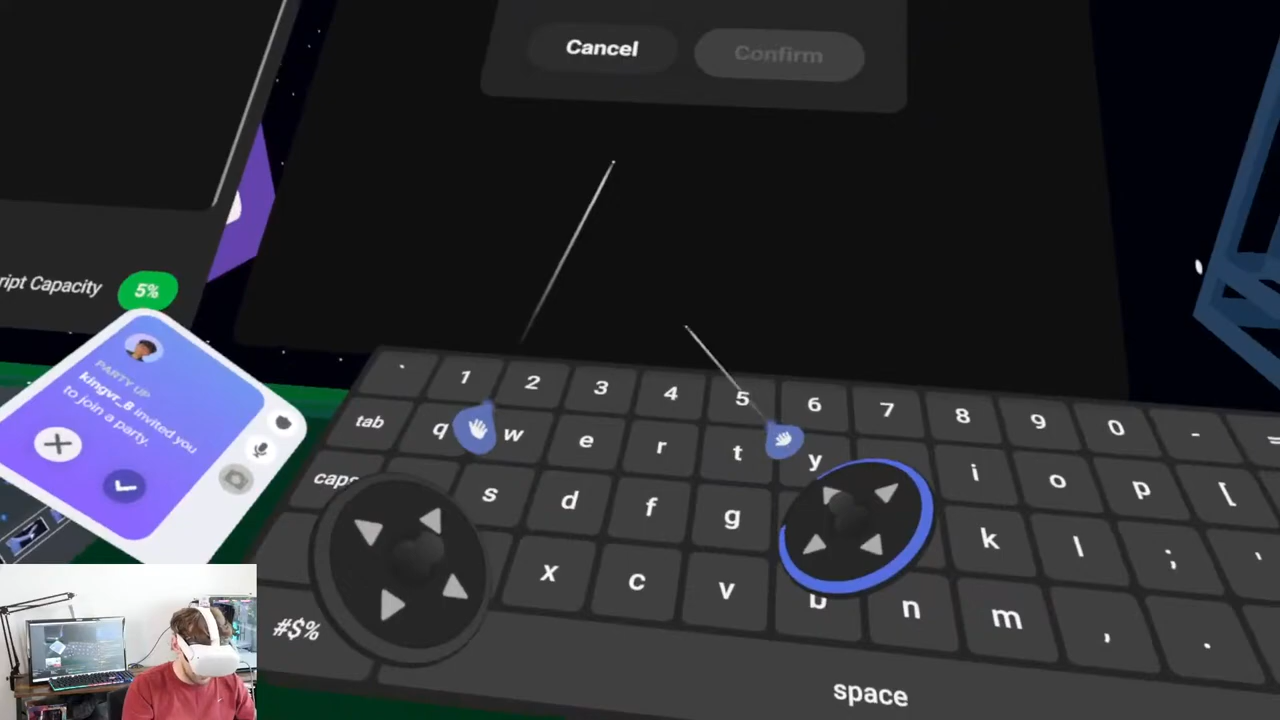 Cancel Confirm
ript Capacity 5%
PARTY UP
kingvr_8 invited you
to join a party.
` 1 2 3 4 5 6 7 8 9 0 - =
tab q w e r t y i o p [
caps s d f g k l ; '
x c v b n m , .
#$% space